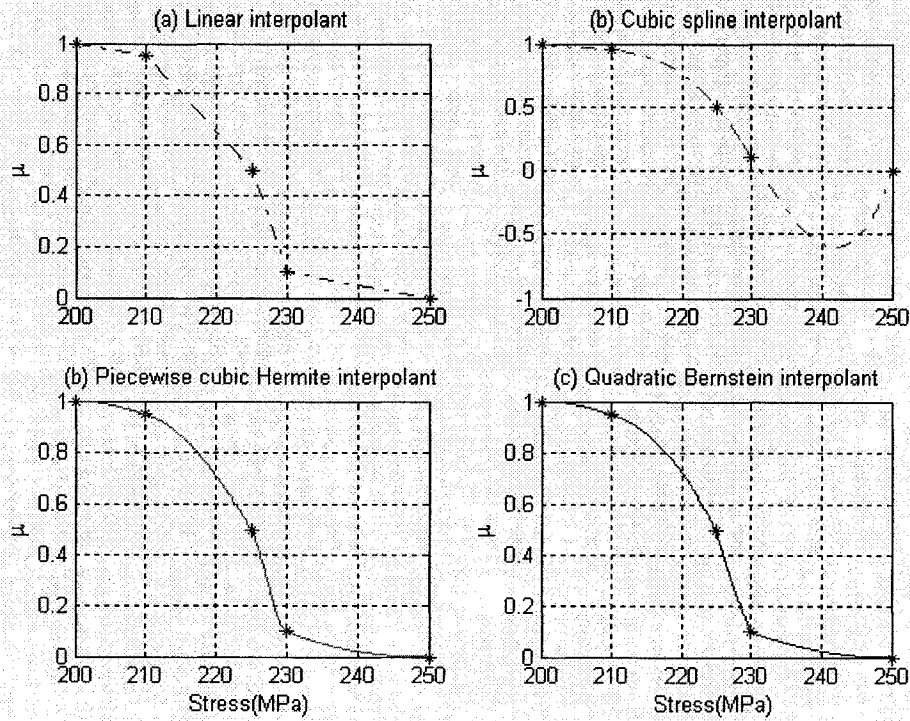 (a) Linear interpolant
1
0.8
0.6
0.4
0.2
0
μ
200 210 220 230 240 250
(b) Cubic spline interpolant
1
0.5
0
-0.5
-1
μ
200 210 220 230 240 250
(b) Piecewise cubic Hermite interpolant
1
0.8
0.6
0.4
0.2
0
μ
200 210 220 230 240 250
Stress(MPa)
(c) Quadratic Bernstein interpolant
1
0.8
0.6
0.4
0.2
0
μ
200 210 220 230 240 250
Stress(MPa)